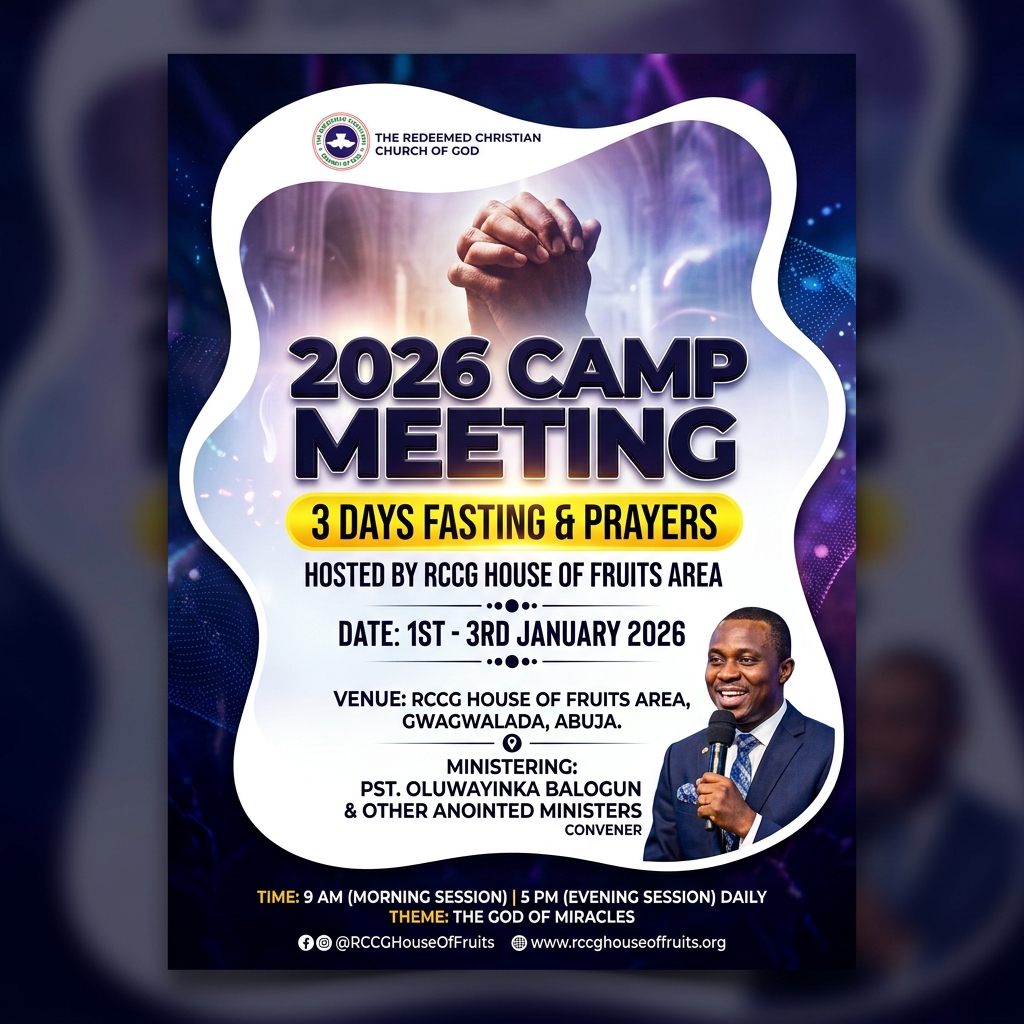 THE REDEEMED CHRISTIAN
CHURCH OF GOD
2026 CAMP
MEETING
3 DAYS FASTING & PRAYERS
HOSTED BY RCCG HOUSE OF FRUITS AREA
DATE: 1ST - 3RD JANUARY 2026
VENUE: RCCG HOUSE OF FRUITS AREA,
GWAGWALADA, ABUJA.
MINISTERING:
PST. OLUWAYINKA BALOGUN
& OTHER ANOINTED MINISTERS
CONVENER
TIME: 9 AM (MORNING SESSION) | 5 PM (EVENING SESSION) DAILY
THEME: THE GOD OF MIRACLES
@RCCGHouseOfFruits www.rccghouseoffruits.org